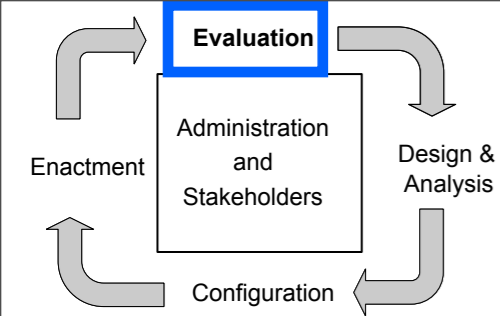 Evaluation
Administration
and
Stakeholders
Design &
Analysis
Enactment
Configuration